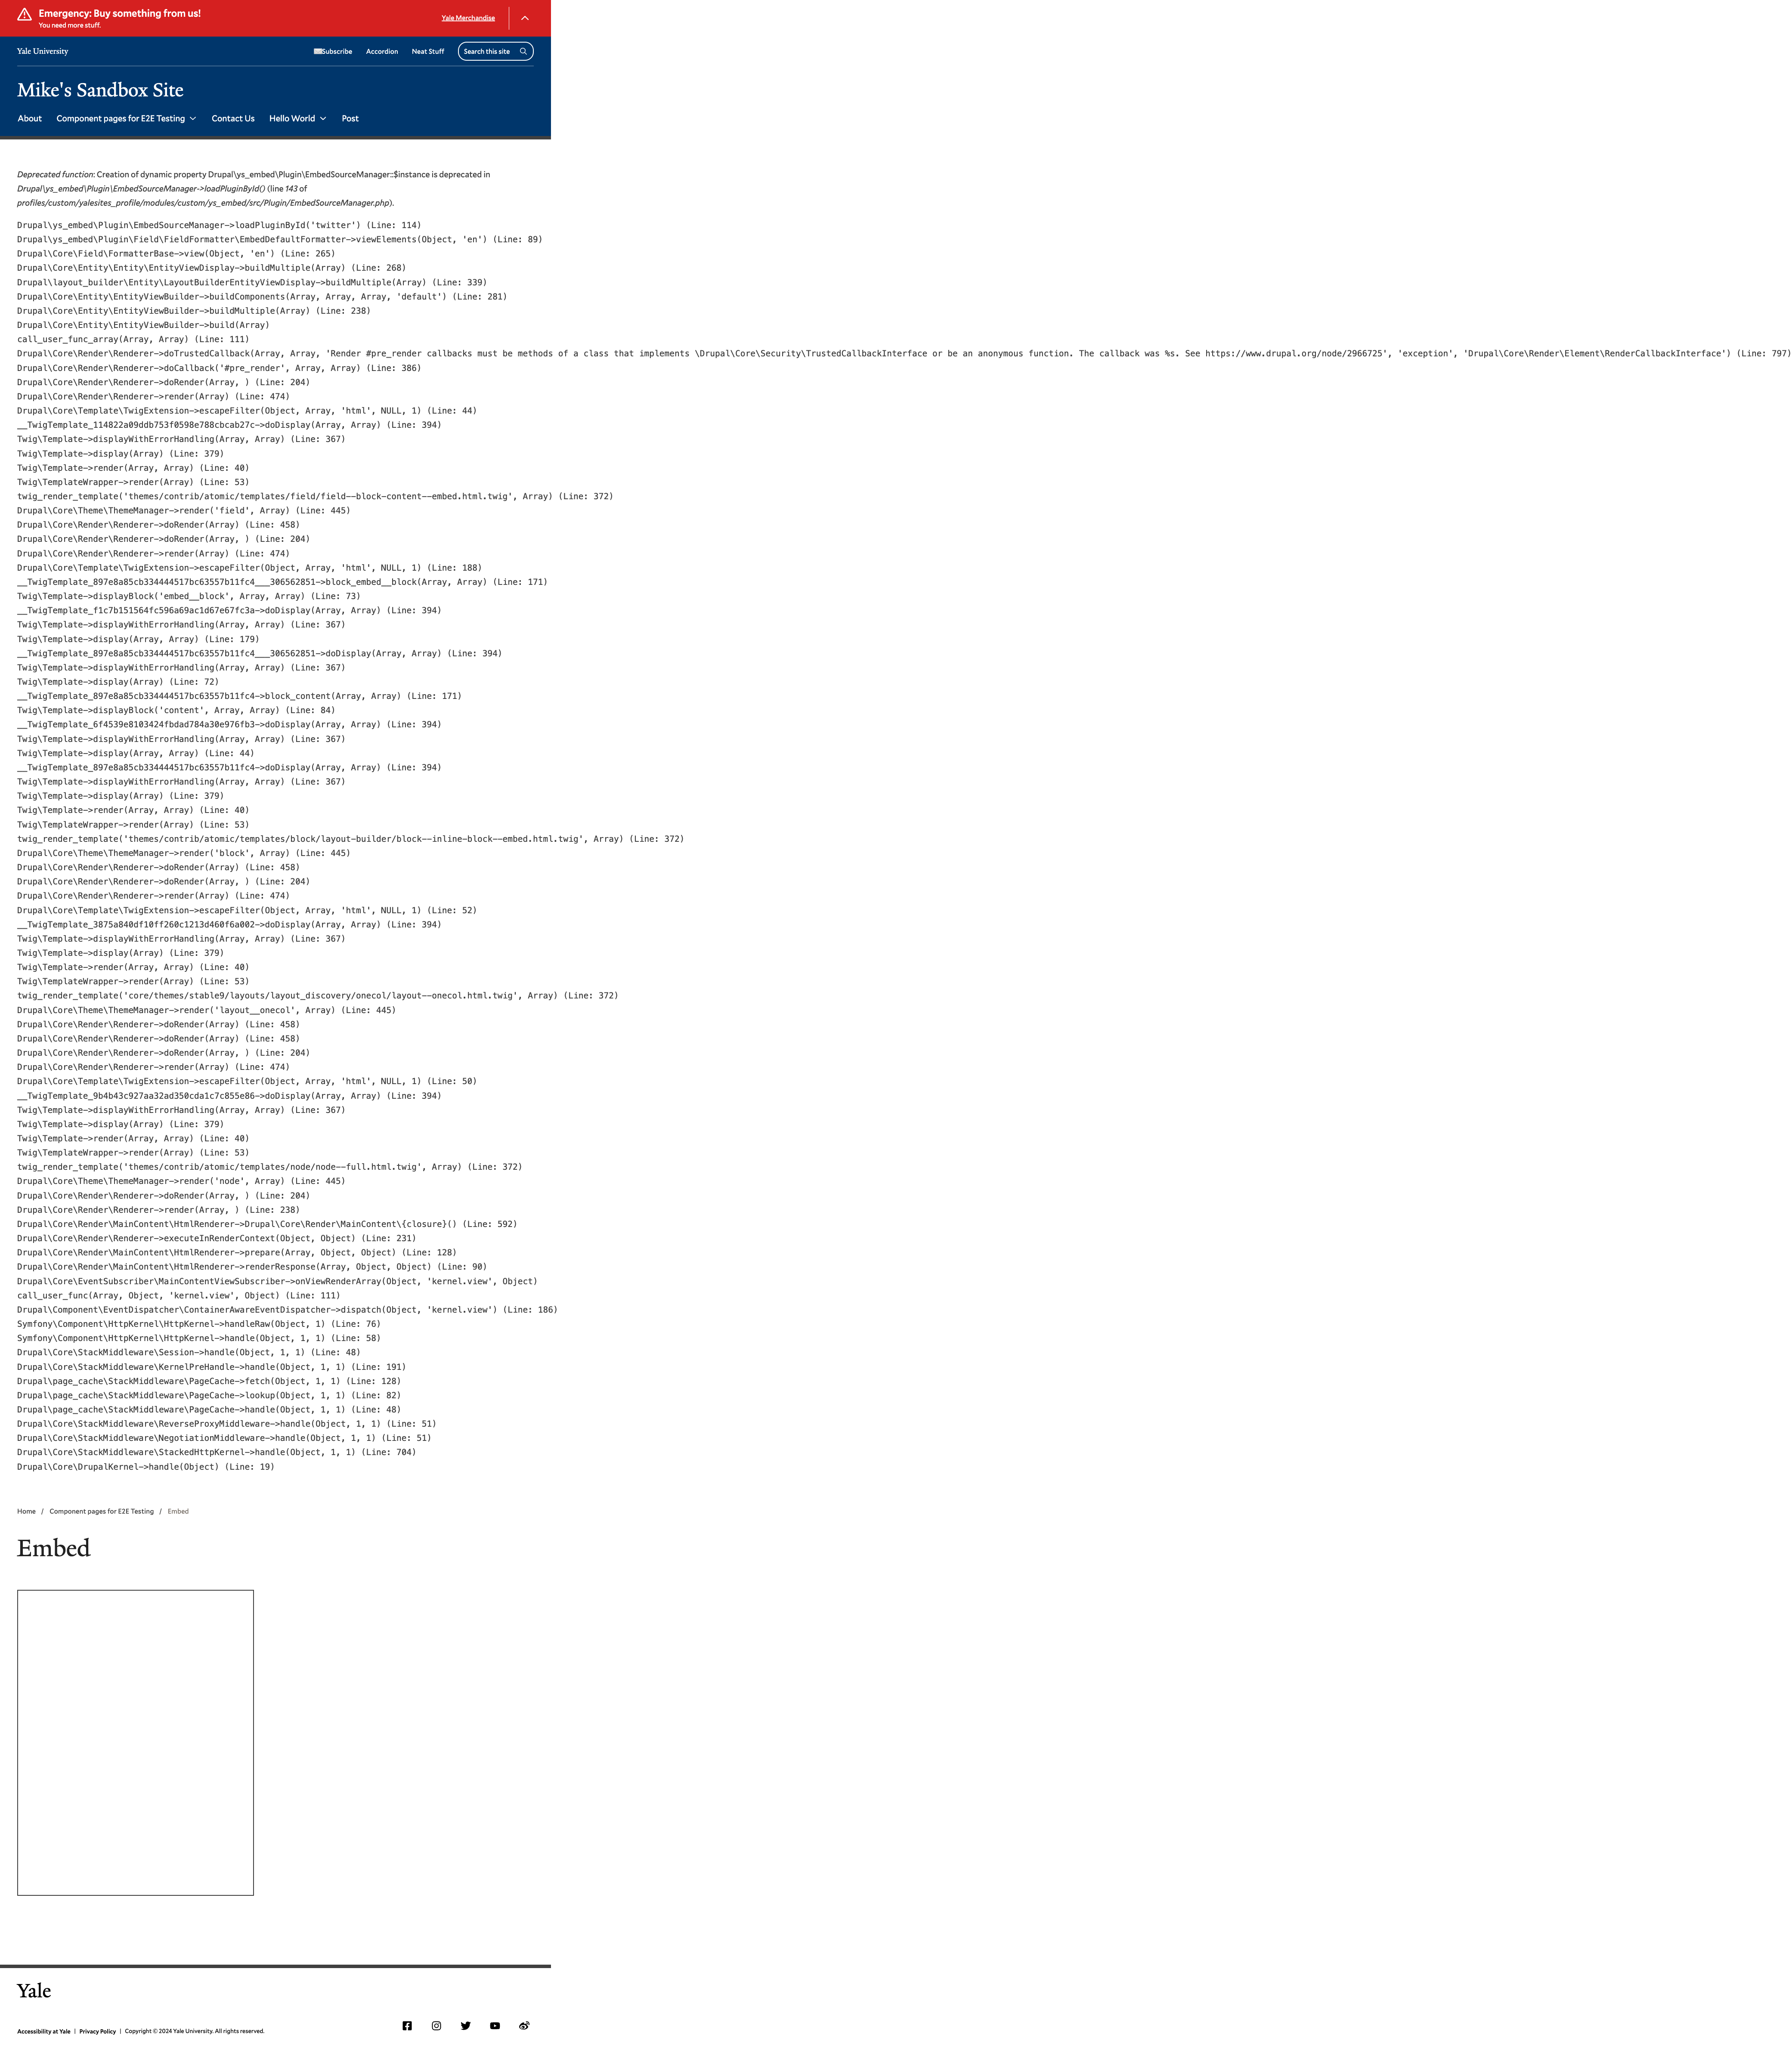 Emergency: Buy something from us!
You need more stuff.
Yale Merchandise
Yale University
Subscribe
Accordion
Neat Stuff
Search this site
Mike's Sandbox Site
About
Component pages for E2E Testing
Contact Us
Hello World
Post
Deprecated function: Creation of dynamic property Drupal\ys_embed\Plugin\EmbedSourceManager::$instance is deprecated in
Drupal\ys_embed\Plugin\EmbedSourceManager->loadPluginById() (line 143 of
profiles/custom/yalesites_profile/modules/custom/ys_embed/src/Plugin/EmbedSourceManager.php).
Drupal\ys_embed\Plugin\EmbedSourceManager->loadPluginById('twitter') (Line: 114)
Drupal\ys_embed\Plugin\Field\FieldFormatter\EmbedDefaultFormatter->viewElements(Object, 'en') (Line: 89)
Drupal\Core\Field\FormatterBase->view(Object, 'en') (Line: 265)
Drupal\Core\Entity\Entity\EntityViewDisplay->buildMultiple(Array) (Line: 268)
Drupal\layout_builder\Entity\LayoutBuilderEntityViewDisplay->buildMultiple(Array) (Line: 339)
Drupal\Core\Entity\EntityViewBuilder->buildComponents(Array, Array, Array, 'default') (Line: 281)
Drupal\Core\Entity\EntityViewBuilder->buildMultiple(Array) (Line: 238)
Drupal\Core\Entity\EntityViewBuilder->build(Array)
call_user_func_array(Array, Array) (Line: 111)
Drupal\Core\Render\Renderer->doTrustedCallback(Array, Array, 'Render #pre_render callbacks must be methods of a class that implements \Drupal\Core\Security\TrustedCallbackInterface or be an anonymous function. The callback was %s. See https://www.drupal.org/node/2966725', 'exception', 'Drupal\Core\Render\Element\RenderCallbackInterface') (Line: 797)
Drupal\Core\Render\Renderer->doCallback('#pre_render', Array, Array) (Line: 386)
Drupal\Core\Render\Renderer->doRender(Array, ) (Line: 204)
Drupal\Core\Render\Renderer->render(Array) (Line: 474)
Drupal\Core\Template\TwigExtension->escapeFilter(Object, Array, 'html', NULL, 1) (Line: 44)
__TwigTemplate_114822a09ddb753f0598e788cbcab27c->doDisplay(Array, Array) (Line: 394)
Twig\Template->displayWithErrorHandling(Array, Array) (Line: 367)
Twig\Template->display(Array) (Line: 379)
Twig\Template->render(Array, Array) (Line: 40)
Twig\TemplateWrapper->render(Array) (Line: 53)
twig_render_template('themes/contrib/atomic/templates/field/field--block-content--embed.html.twig', Array) (Line: 372)
Drupal\Core\Theme\ThemeManager->render('field', Array) (Line: 445)
Drupal\Core\Render\Renderer->doRender(Array) (Line: 458)
Drupal\Core\Render\Renderer->doRender(Array, ) (Line: 204)
Drupal\Core\Render\Renderer->render(Array) (Line: 474)
Drupal\Core\Template\TwigExtension->escapeFilter(Object, Array, 'html', NULL, 1) (Line: 188)
__TwigTemplate_897e8a85cb334444517bc63557b11fc4___306562851->block_embed__block(Array, Array) (Line: 171)
Twig\Template->displayBlock('embed__block', Array, Array) (Line: 73)
__TwigTemplate_f1c7b151564fc596a69ac1d67e67fc3a->doDisplay(Array, Array) (Line: 394)
Twig\Template->displayWithErrorHandling(Array, Array) (Line: 367)
Twig\Template->display(Array, Array) (Line: 179)
__TwigTemplate_897e8a85cb334444517bc63557b11fc4___306562851->doDisplay(Array, Array) (Line: 394)
Twig\Template->displayWithErrorHandling(Array, Array) (Line: 367)
Twig\Template->display(Array) (Line: 72)
__TwigTemplate_897e8a85cb334444517bc63557b11fc4->block_content(Array, Array) (Line: 171)
Twig\Template->displayBlock('content', Array, Array) (Line: 84)
__TwigTemplate_6f4539e8103424fbdad784a30e976fb3->doDisplay(Array, Array) (Line: 394)
Twig\Template->displayWithErrorHandling(Array, Array) (Line: 367)
Twig\Template->display(Array, Array) (Line: 44)
__TwigTemplate_897e8a85cb334444517bc63557b11fc4->doDisplay(Array, Array) (Line: 394)
Twig\Template->displayWithErrorHandling(Array, Array) (Line: 367)
Twig\Template->display(Array) (Line: 379)
Twig\Template->render(Array, Array) (Line: 40)
Twig\TemplateWrapper->render(Array) (Line: 53)
twig_render_template('themes/contrib/atomic/templates/block/layout-builder/block--inline-block--embed.html.twig', Array) (Line: 372)
Drupal\Core\Theme\ThemeManager->render('block', Array) (Line: 445)
Drupal\Core\Render\Renderer->doRender(Array) (Line: 458)
Drupal\Core\Render\Renderer->doRender(Array, ) (Line: 204)
Drupal\Core\Render\Renderer->render(Array) (Line: 474)
Drupal\Core\Template\TwigExtension->escapeFilter(Object, Array, 'html', NULL, 1) (Line: 52)
__TwigTemplate_3875a840df10ff260c1213d460f6a002->doDisplay(Array, Array) (Line: 394)
Twig\Template->displayWithErrorHandling(Array, Array) (Line: 367)
Twig\Template->display(Array) (Line: 379)
Twig\Template->render(Array, Array) (Line: 40)
Twig\TemplateWrapper->render(Array) (Line: 53)
twig_render_template('core/themes/stable9/layouts/layout_discovery/onecol/layout--onecol.html.twig', Array) (Line: 372)
Drupal\Core\Theme\ThemeManager->render('layout__onecol', Array) (Line: 445)
Drupal\Core\Render\Renderer->doRender(Array) (Line: 458)
Drupal\Core\Render\Renderer->doRender(Array) (Line: 458)
Drupal\Core\Render\Renderer->doRender(Array, ) (Line: 204)
Drupal\Core\Render\Renderer->render(Array) (Line: 474)
Drupal\Core\Template\TwigExtension->escapeFilter(Object, Array, 'html', NULL, 1) (Line: 50)
__TwigTemplate_9b4b43c927aa32ad350cda1c7c855e86->doDisplay(Array, Array) (Line: 394)
Twig\Template->displayWithErrorHandling(Array, Array) (Line: 367)
Twig\Template->display(Array) (Line: 379)
Twig\Template->render(Array, Array) (Line: 40)
Twig\TemplateWrapper->render(Array) (Line: 53)
twig_render_template('themes/contrib/atomic/templates/node/node--full.html.twig', Array) (Line: 372)
Drupal\Core\Theme\ThemeManager->render('node', Array) (Line: 445)
Drupal\Core\Render\Renderer->doRender(Array, ) (Line: 204)
Drupal\Core\Render\Renderer->render(Array, ) (Line: 238)
Drupal\Core\Render\MainContent\HtmlRenderer->Drupal\Core\Render\MainContent\{closure}() (Line: 592)
Drupal\Core\Render\Renderer->executeInRenderContext(Object, Object) (Line: 231)
Drupal\Core\Render\MainContent\HtmlRenderer->prepare(Array, Object, Object) (Line: 128)
Drupal\Core\Render\MainContent\HtmlRenderer->renderResponse(Array, Object, Object) (Line: 90)
Drupal\Core\EventSubscriber\MainContentViewSubscriber->onViewRenderArray(Object, 'kernel.view', Object)
call_user_func(Array, Object, 'kernel.view', Object) (Line: 111)
Drupal\Component\EventDispatcher\ContainerAwareEventDispatcher->dispatch(Object, 'kernel.view') (Line: 186)
Symfony\Component\HttpKernel\HttpKernel->handleRaw(Object, 1) (Line: 76)
Symfony\Component\HttpKernel\HttpKernel->handle(Object, 1, 1) (Line: 58)
Drupal\Core\StackMiddleware\Session->handle(Object, 1, 1) (Line: 48)
Drupal\Core\StackMiddleware\KernelPreHandle->handle(Object, 1, 1) (Line: 191)
Drupal\page_cache\StackMiddleware\PageCache->fetch(Object, 1, 1) (Line: 128)
Drupal\page_cache\StackMiddleware\PageCache->lookup(Object, 1, 1) (Line: 82)
Drupal\page_cache\StackMiddleware\PageCache->handle(Object, 1, 1) (Line: 48)
Drupal\Core\StackMiddleware\ReverseProxyMiddleware->handle(Object, 1, 1) (Line: 51)
Drupal\Core\StackMiddleware\NegotiationMiddleware->handle(Object, 1, 1) (Line: 51)
Drupal\Core\StackMiddleware\StackedHttpKernel->handle(Object, 1, 1) (Line: 704)
Drupal\Core\DrupalKernel->handle(Object) (Line: 19)
Home / Component pages for E2E Testing / Embed
Embed
Yale
Accessibility at Yale | Privacy Policy | Copyright © 2024 Yale University. All rights reserved.